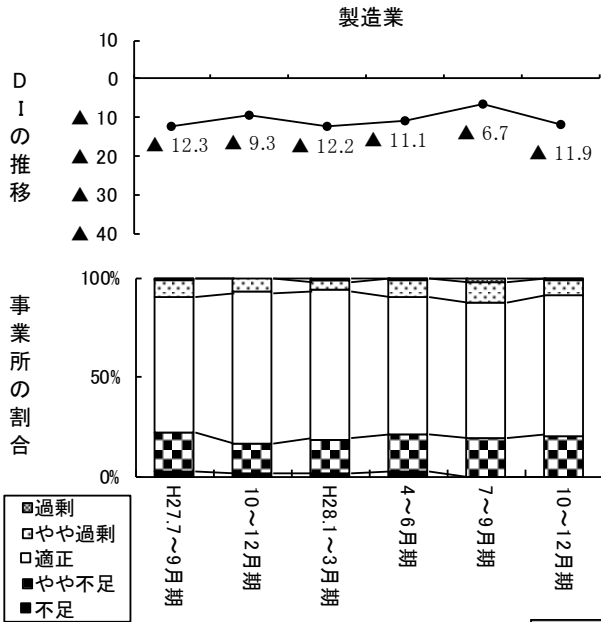 製造業
DIの推移
10
0
▲ 10
▲ 20
▲ 30
▲ 40
▲ 12.3
▲ 9.3
▲ 12.2
▲ 11.1
▲ 6.7
▲ 11.9
事業所の割合
100%
50%
0%
H27.7～9月期
10～12月期
H28.1～3月期
4～6月期
7～9月期
10～12月期
過剰
やや過剰
適正
やや不足
不足